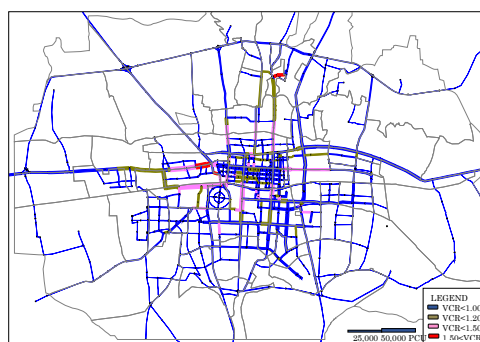 LEGEND
VCR<1.00
VCR<1.20
VCR<1.50
1.50<VCR
25,000 50,000 PCU